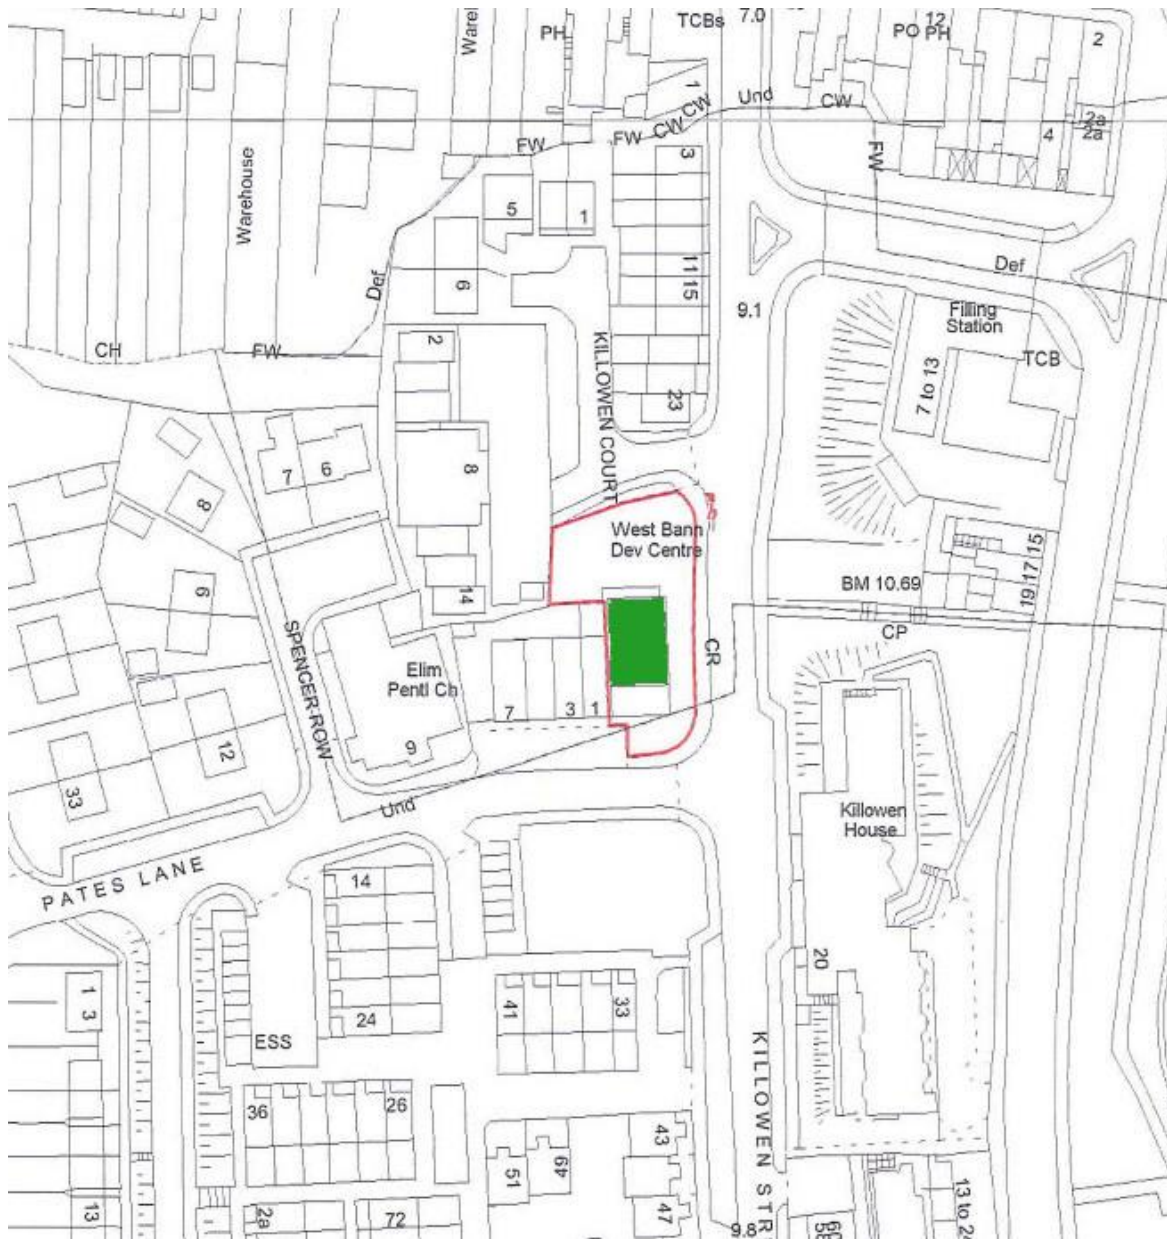 TCBs
7.0
PH
Ware
12
PO PH
2
1
CW
CW
FW
FW
Und
CW
FW
2a
2a
4
3
Warehouse
5
1
11
15
6
Def
Def
9.1
Filling
Station
TCB
7 to 13
CH
FW
2
KILLOWEN COURT
23
7
6
8
8
West Bann
Dev Centre
15
17
19
BM 10.69
CP
9
14
SPENCER ROW
Elim
Pentl Ch
CR
7
3
1
9
12
33
Und
Killowen
House
PATES LANE
14
20
1
3
41
33
24
ESS
KILLOWEN STR
36
26
43
51
49
13
2a
72
47
9.8
13 to 2